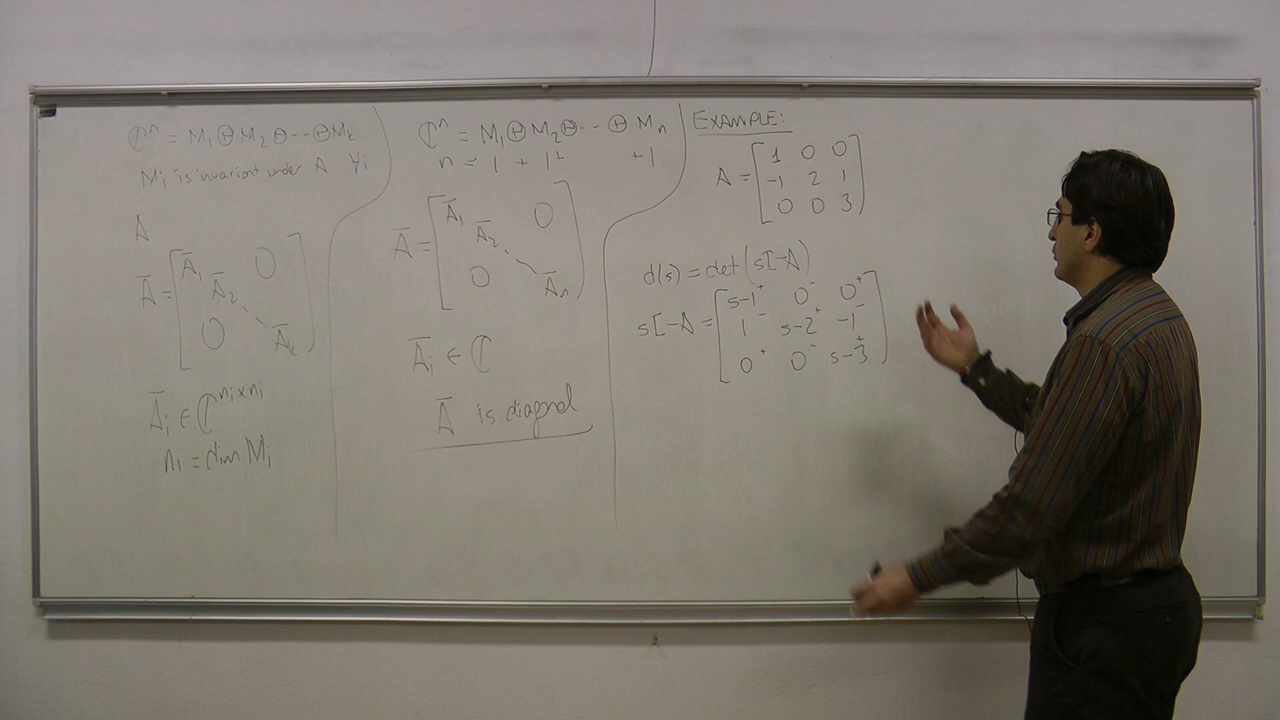 ℂⁿ = M₁⊕M₂⊕--⊕Mₖ
Mᵢ is invariant under A ∀i
A
Ā = [Ā₁ 0
Ā₂
0 Āₖ]
Āᵢ ∈ ℂ^{nᵢxnᵢ}
nᵢ = dim Mᵢ
ℂⁿ = M₁⊕M₂⊕-- ⊕ Mₙ
n = 1 + 1+ +1
Ā = [Ā₁ 0
Ā₂
0 Āₙ]
Āᵢ ∈ ℂ
Ā is diagonal
EXAMPLE:
A = [1 0 0
-1 2 1
0 0 3]
d(s) = det(sI-A)
sI-A = [s-1⁺ 0⁻ 0⁺
1⁻ s-2⁺ -1⁻
0⁺ 0⁻ s-3⁺]